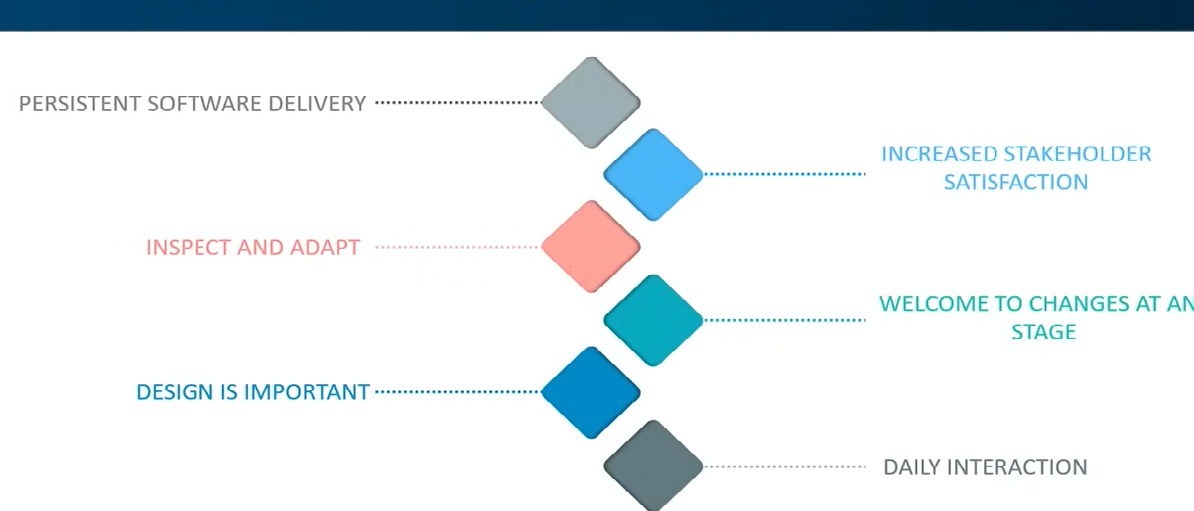 PERSISTENT SOFTWARE DELIVERY
INCREASED STAKEHOLDER
SATISFACTION
INSPECT AND ADAPT
WELCOME TO CHANGES AT AN
STAGE
DESIGN IS IMPORTANT
DAILY INTERACTION